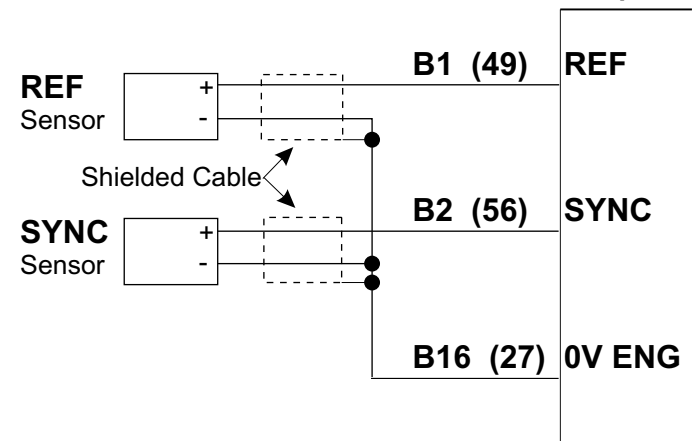 B1 (49) REF
REF
Sensor
+
-
Shielded Cable
B2 (56) SYNC
SYNC
Sensor
+
-
B16 (27) 0V ENG